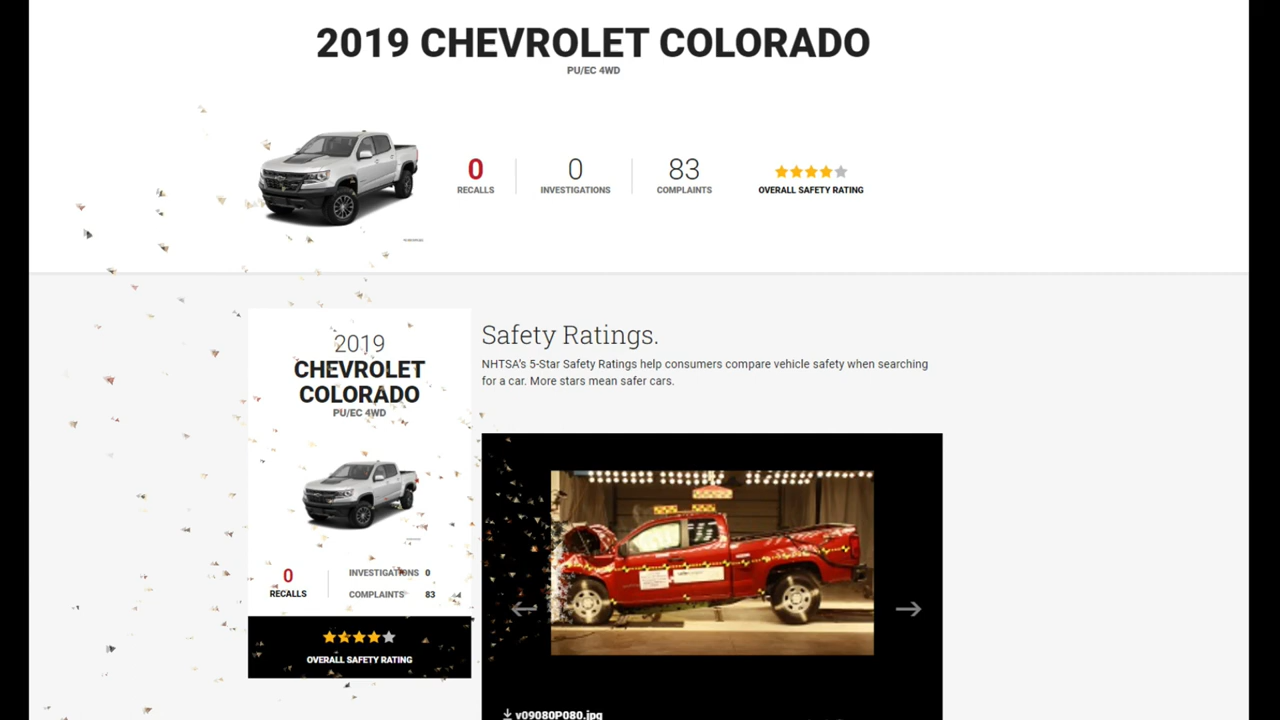 2019 CHEVROLET COLORADO
PU/EC 4WD
0
RECALLS
0
INVESTIGATIONS
83
COMPLAINTS
OVERALL SAFETY RATING
2019
CHEVROLET
COLORADO
PU/EC 4WD
0
RECALLS
INVESTIGATIONS 0
COMPLAINTS 83
OVERALL SAFETY RATING
Safety Ratings.
NHTSA's 5-Star Safety Ratings help consumers compare vehicle safety when searching
for a car. More stars mean safer cars.
v09080P080.jpg